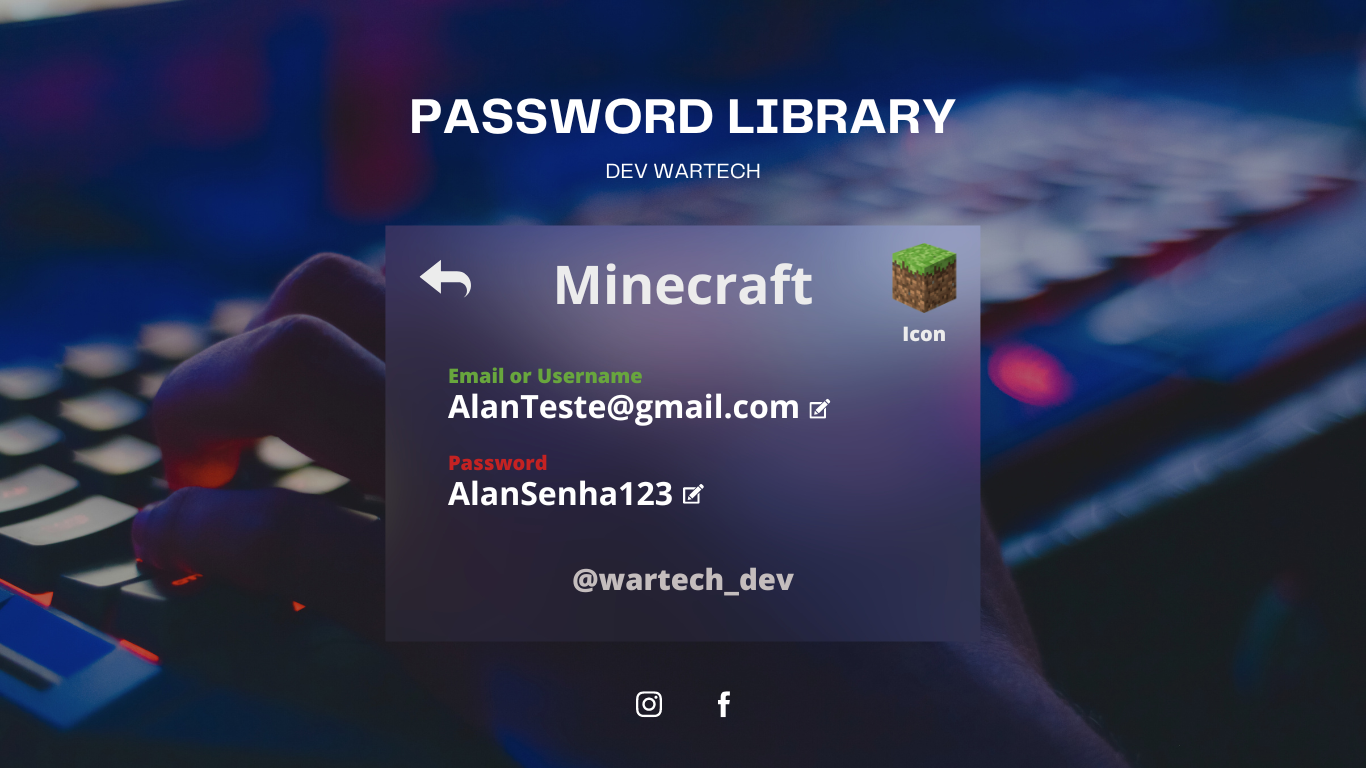 PASSWORD LIBRARY
DEV WARTECH
Minecraft
Icon
Email or Username
AlanTeste@gmail.com
Password
AlanSenha123
@wartech_dev